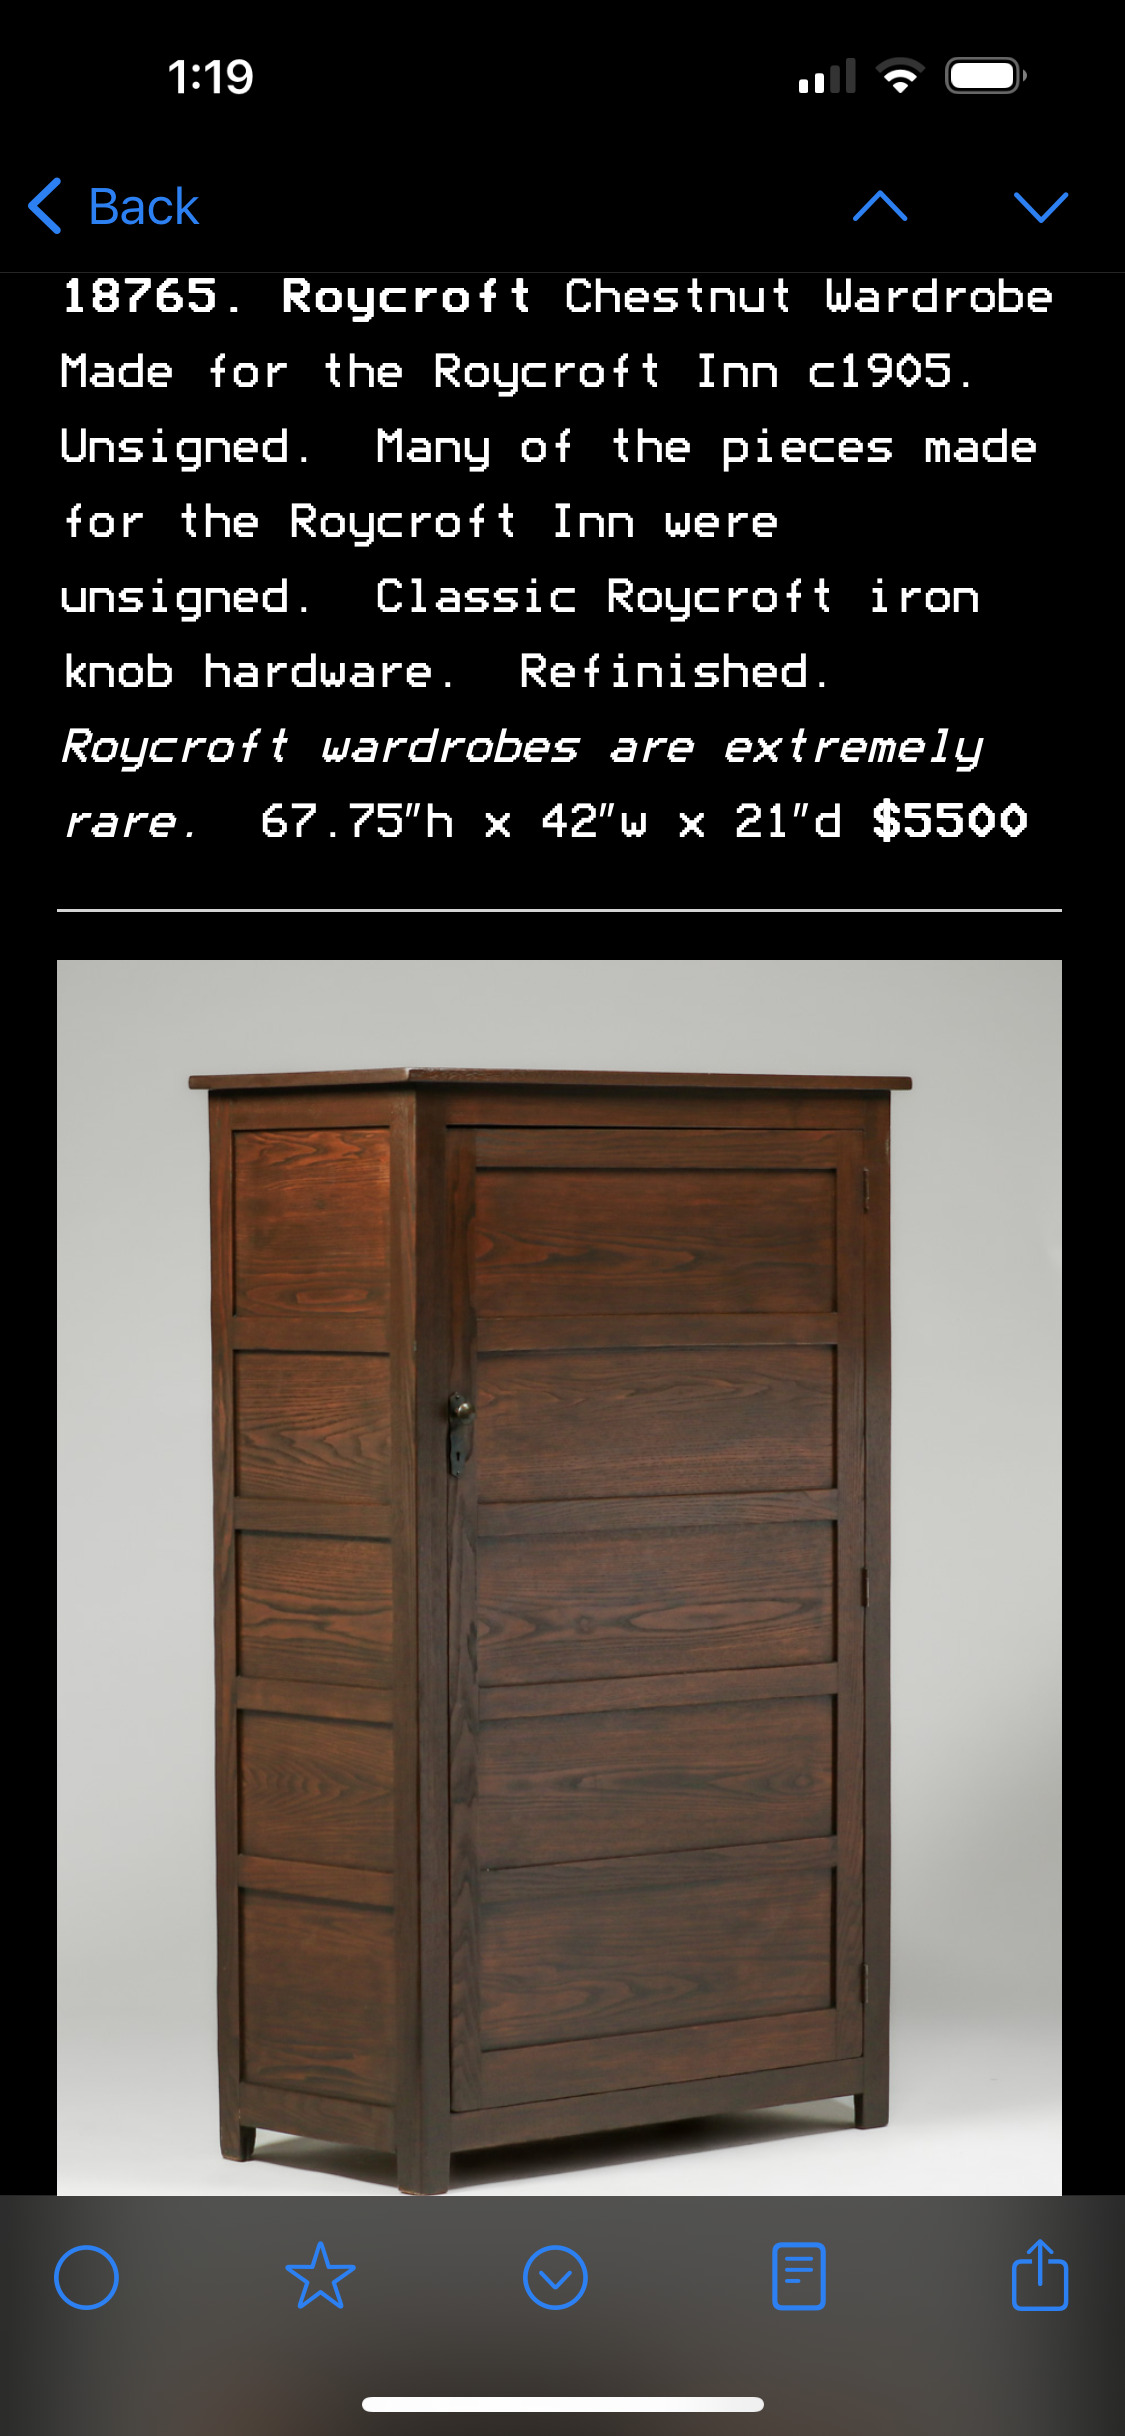 1:19
Back
18765. Roycroft Chestnut Wardrobe
Made for the Roycroft Inn c1905.
Unsigned.  Many of the pieces made
for the Roycroft Inn were
unsigned.  Classic Roycroft iron
knob hardware.  Refinished.
Roycroft wardrobes are extremely
rare.  67.75"h x 42"w x 21"d $5500